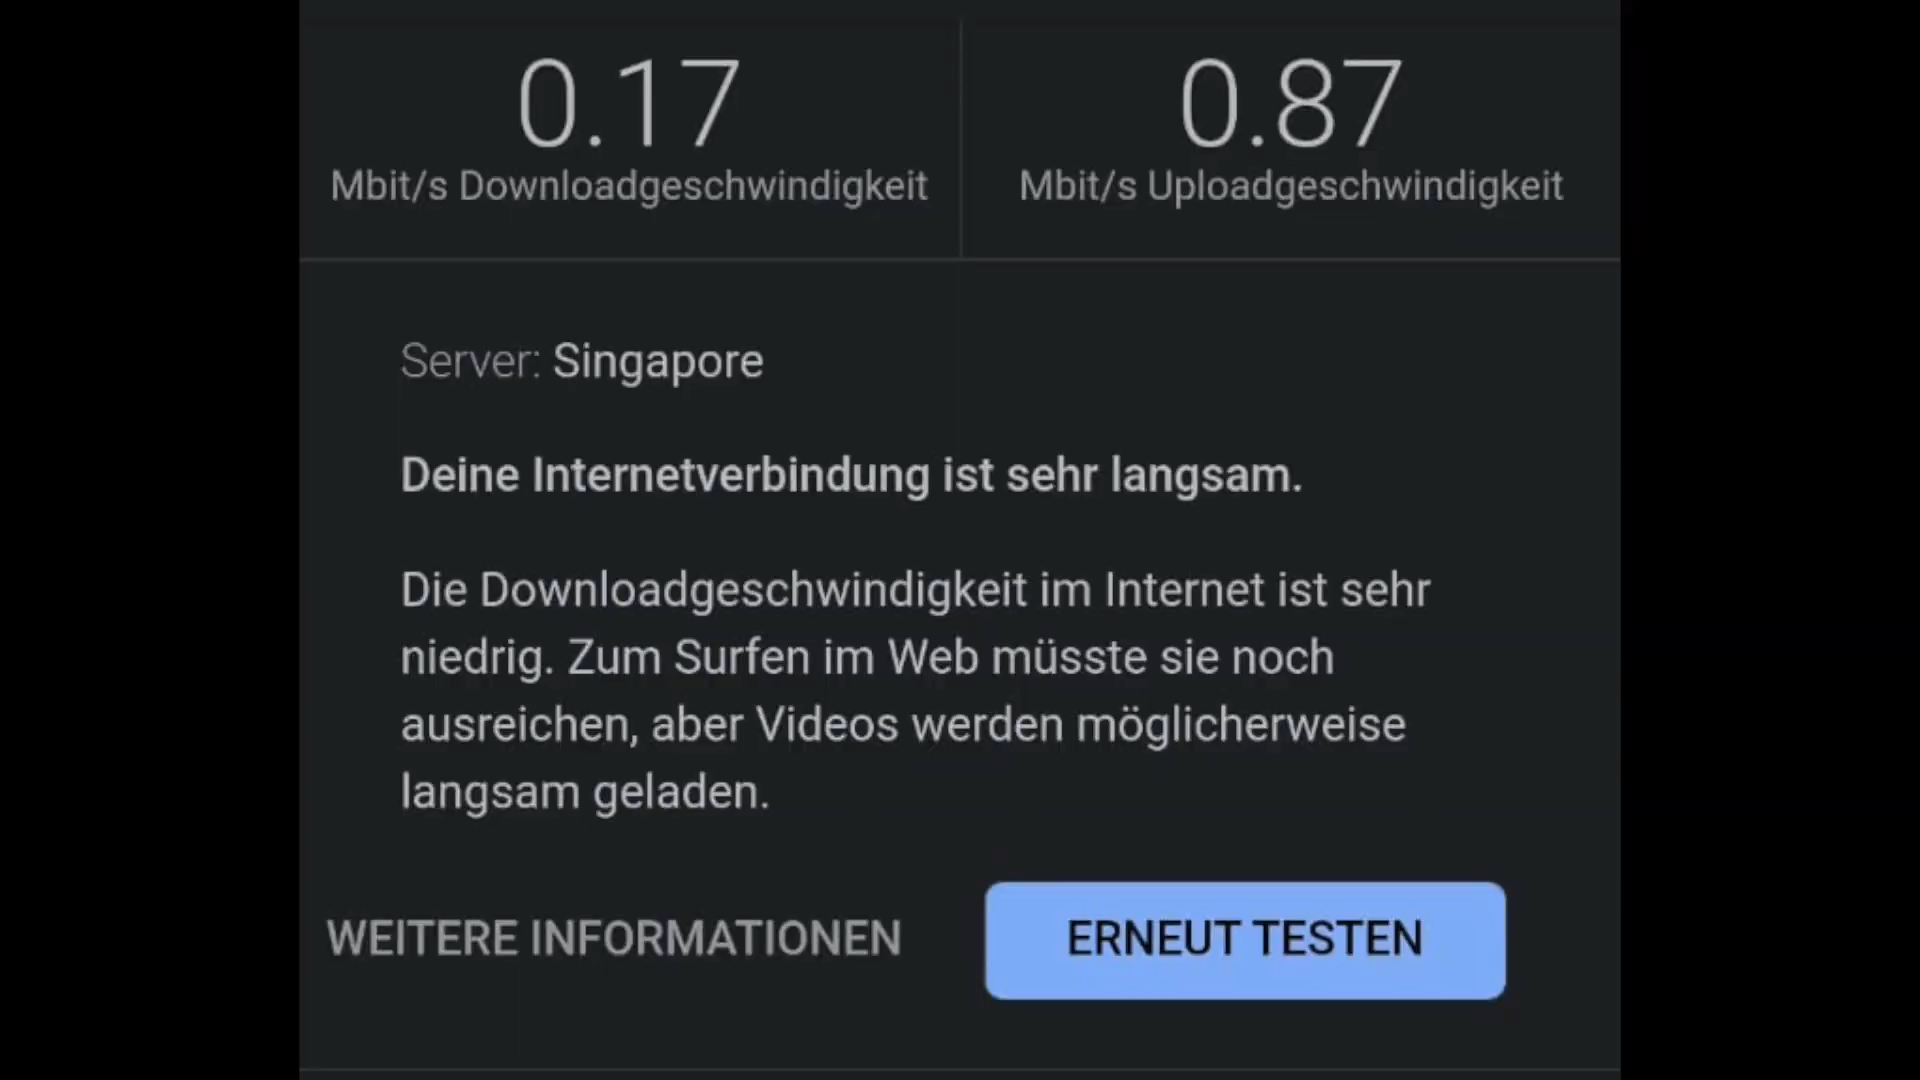 0.17
Mbit/s Downloadgeschwindigkeit
0.87
Mbit/s Uploadgeschwindigkeit
Server: Singapore
Deine Internetverbindung ist sehr langsam.
Die Downloadgeschwindigkeit im Internet ist sehr
niedrig. Zum Surfen im Web müsste sie noch
ausreichen, aber Videos werden möglicherweise
langsam geladen.
WEITERE INFORMATIONEN
ERNEUT TESTEN